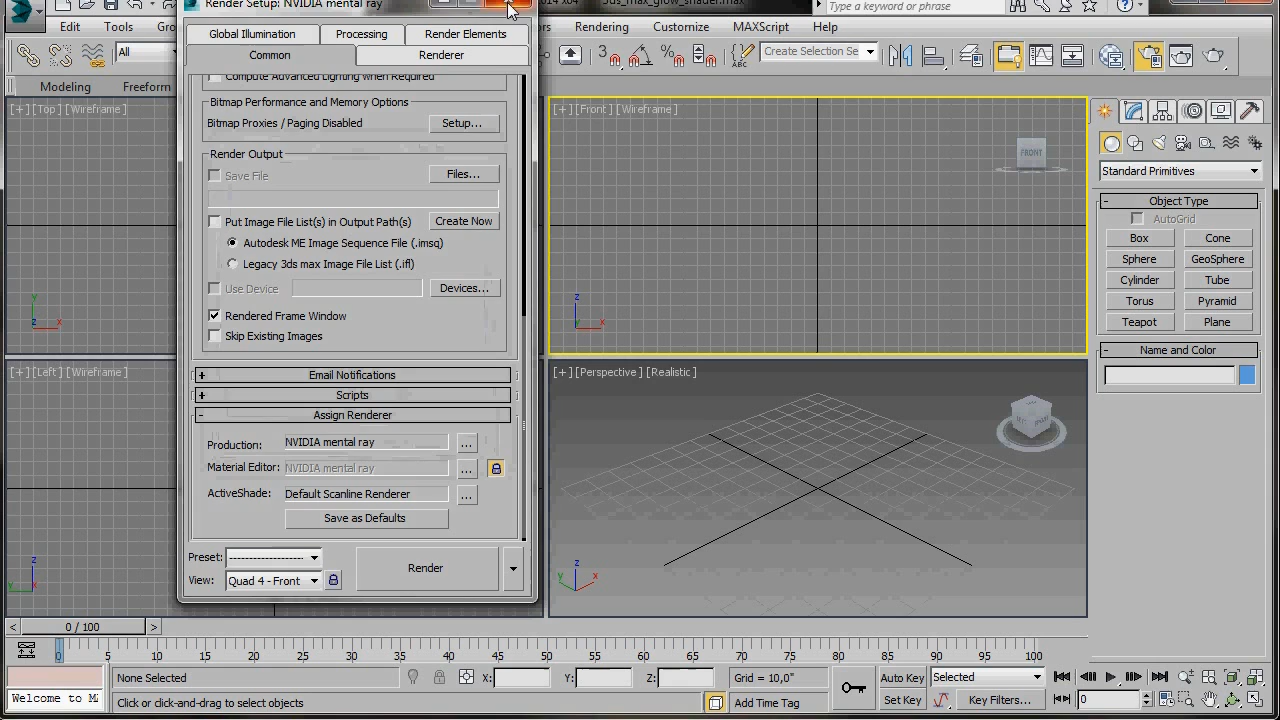 Render Setup: NVIDIA mental ray
2014 x64
3ds_max_glow_shader.max
Type a keyword or phrase
Edit
Tools
Rendering
Customize
MAXScript
Help
All
Create Selection Se
Modeling
Freeform
Global Illumination
Processing
Render Elements
Common
Renderer
Compute Advanced Lighting when Required
Bitmap Performance and Memory Options
Bitmap Proxies / Paging Disabled
Setup...
Render Output
Save File
Files...
Put Image File List(s) in Output Path(s)
Create Now
Autodesk ME Image Sequence File (.imsq)
Legacy 3ds max Image File List (.ifl)
Use Device
Devices...
Rendered Frame Window
Skip Existing Images
Email Notifications
Scripts
Assign Renderer
Production:
NVIDIA mental ray
...
Material Editor:
NVIDIA mental ray
...
ActiveShade:
Default Scanline Renderer
...
Save as Defaults
Preset:
View:
Quad 4 - Front
Render
[+] [Top] [Wireframe]
[+] [Front] [Wireframe]
FRONT
[+] [Left] [Wireframe]
[+] [Perspective] [Realistic]
Standard Primitives
Object Type
AutoGrid
Box
Cone
Sphere
GeoSphere
Cylinder
Tube
Torus
Pyramid
Teapot
Plane
Name and Color
0 / 100
0 5 10 15 20 25 30 35 40 45 50 55 60 65 70 75 80 85 90 95 100
None Selected
X:
Y:
Z:
Grid = 10,0"
Auto Key
Selected
Welcome to M
Click or click-and-drag to select objects
Add Time Tag
Set Key
Key Filters...
0